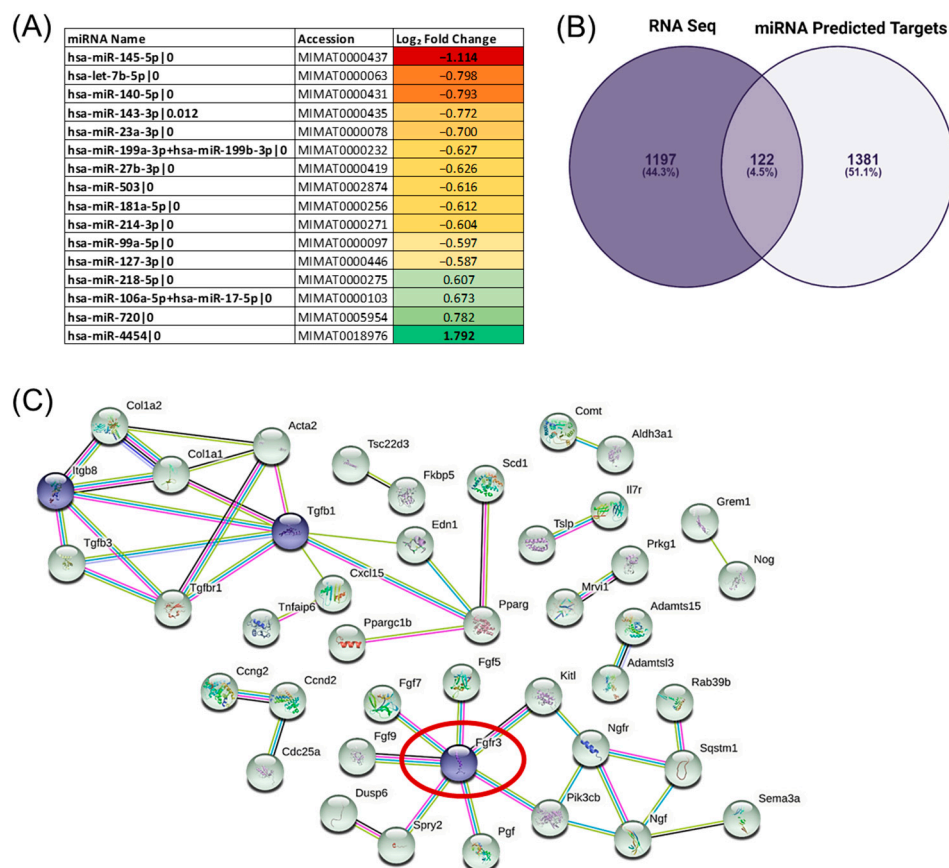 (A)
miRNA Name Accession Log₂ Fold Change
hsa-miR-145-5p|0 MIMAT0000437 −1.114
hsa-let-7b-5p|0 MIMAT0000063 −0.798
hsa-miR-140-5p|0 MIMAT0000431 −0.793
hsa-miR-143-3p|0.012 MIMAT0000435 −0.772
hsa-miR-23a-3p|0 MIMAT0000078 −0.700
hsa-miR-199a-3p+hsa-miR-199b-3p|0 MIMAT0000232 −0.627
hsa-miR-27b-3p|0 MIMAT0000419 −0.626
hsa-miR-503|0 MIMAT0002874 −0.616
hsa-miR-181a-5p|0 MIMAT0000256 −0.612
hsa-miR-214-3p|0 MIMAT0000271 −0.604
hsa-miR-99a-5p|0 MIMAT0000097 −0.597
hsa-miR-127-3p|0 MIMAT0000446 −0.587
hsa-miR-218-5p|0 MIMAT0000275 0.607
hsa-miR-106a-5p+hsa-miR-17-5p|0 MIMAT0000103 0.673
hsa-miR-720|0 MIMAT0005954 0.782
hsa-miR-4454|0 MIMAT0018976 1.792
(B)
RNA Seq miRNA Predicted Targets
1197 122 1381
(44.3%) (4.5%) (51.1%)
(C)
Col1a2
Acta2
Comt
Tsc22d3
Aldh3a1
Col1a1
Scd1
Itgb8
Fkbp5
Il7r
Tgfb1
Grem1
Edn1
Tslp
Tgfb3
Prkg1
Nog
Cxcl15
Tgfbr1
Mrvi1
Tnfaip6
Pparg
Adamts15
Ppargc1b
Adamtsl3
Ccng2
Ccnd2
Fgf5
Kitl
Fgf7
Rab39b
Ngfr
Fgfr3
Fgf9
Cdc25a
Sqstm1
Dusp6
Pik3cb
Sema3a
Spry2
Pgf
Ngf